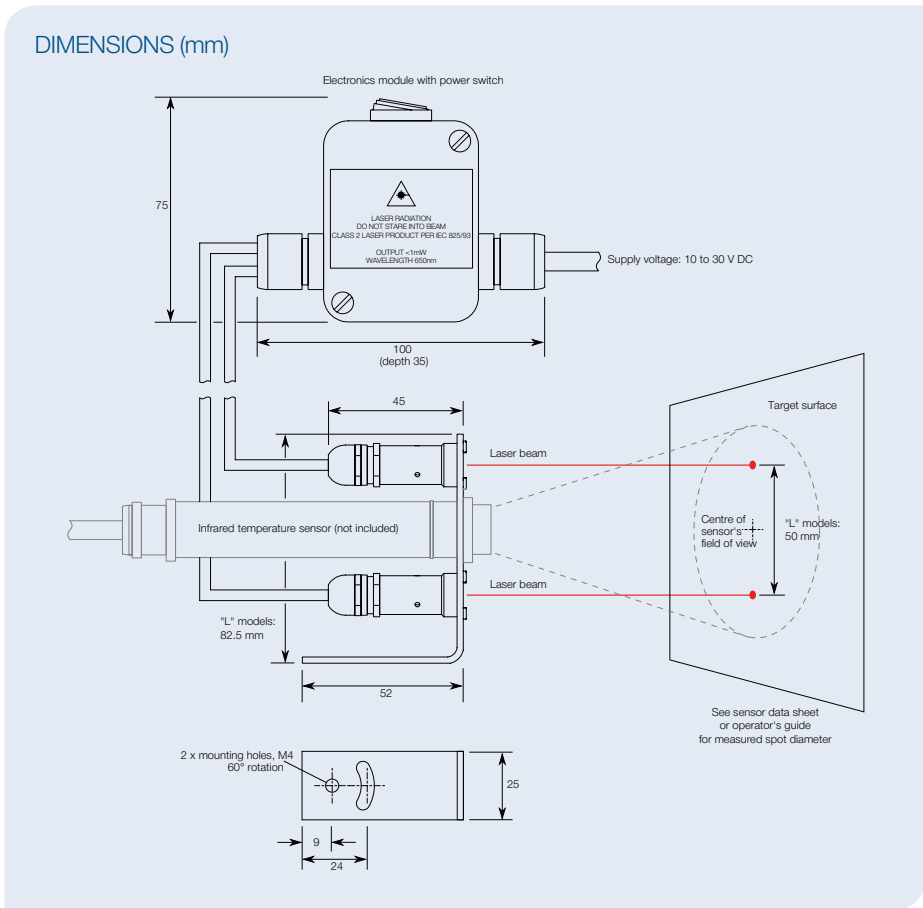 DIMENSIONS (mm)
Electronics module with power switch
75
LASER RADIATION
DO NOT STARE INTO BEAM
CLASS 2 LASER PRODUCT PER IEC 825/93
OUTPUT <1mW
WAVELENGTH 650nm
Supply voltage: 10 to 30 V DC
100
(depth 35)
45
Target surface
Laser beam
Infrared temperature sensor (not included)
Centre of
sensor's
field of view
"L" models:
50 mm
Laser beam
"L" models:
82.5 mm
52
See sensor data sheet
or operator's guide
for measured spot diameter
2 x mounting holes, M4
60° rotation
25
9
24